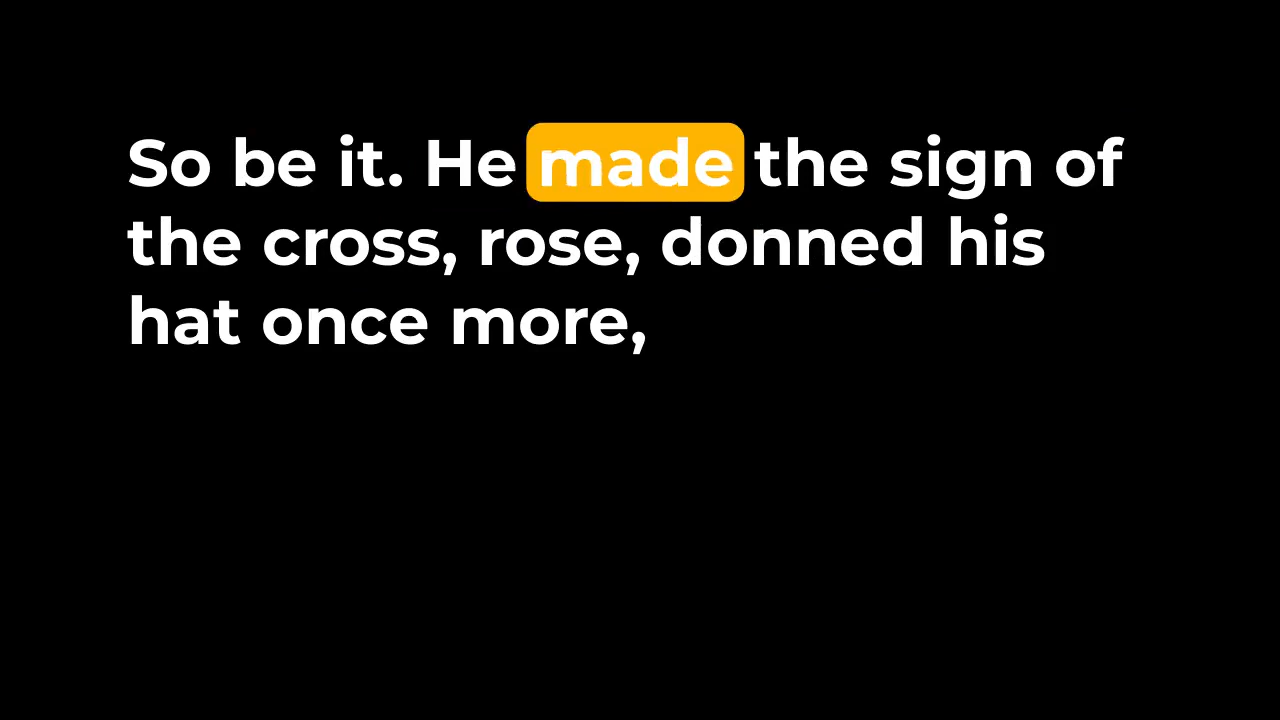 So be it. He made the sign of
the cross, rose, donned his
hat once more,